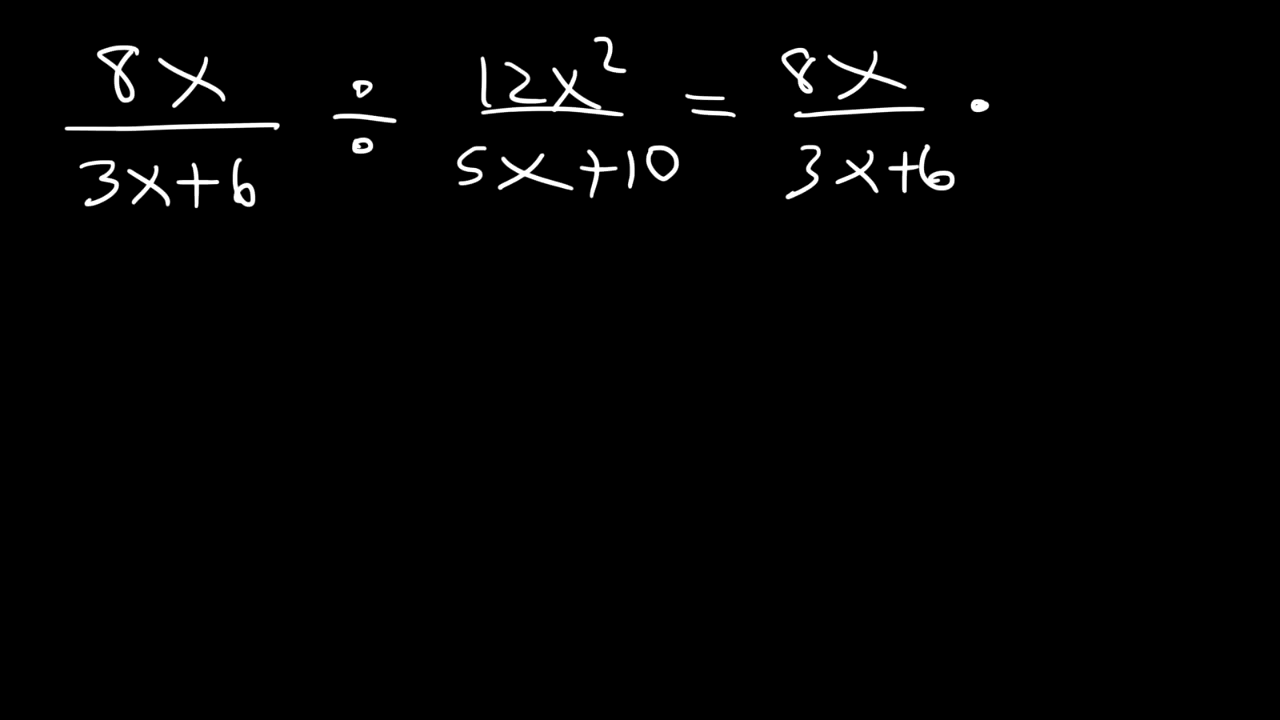 8x / 3x+6 ÷ 12x² / 5x+10 = 8x / 3x+6 ·